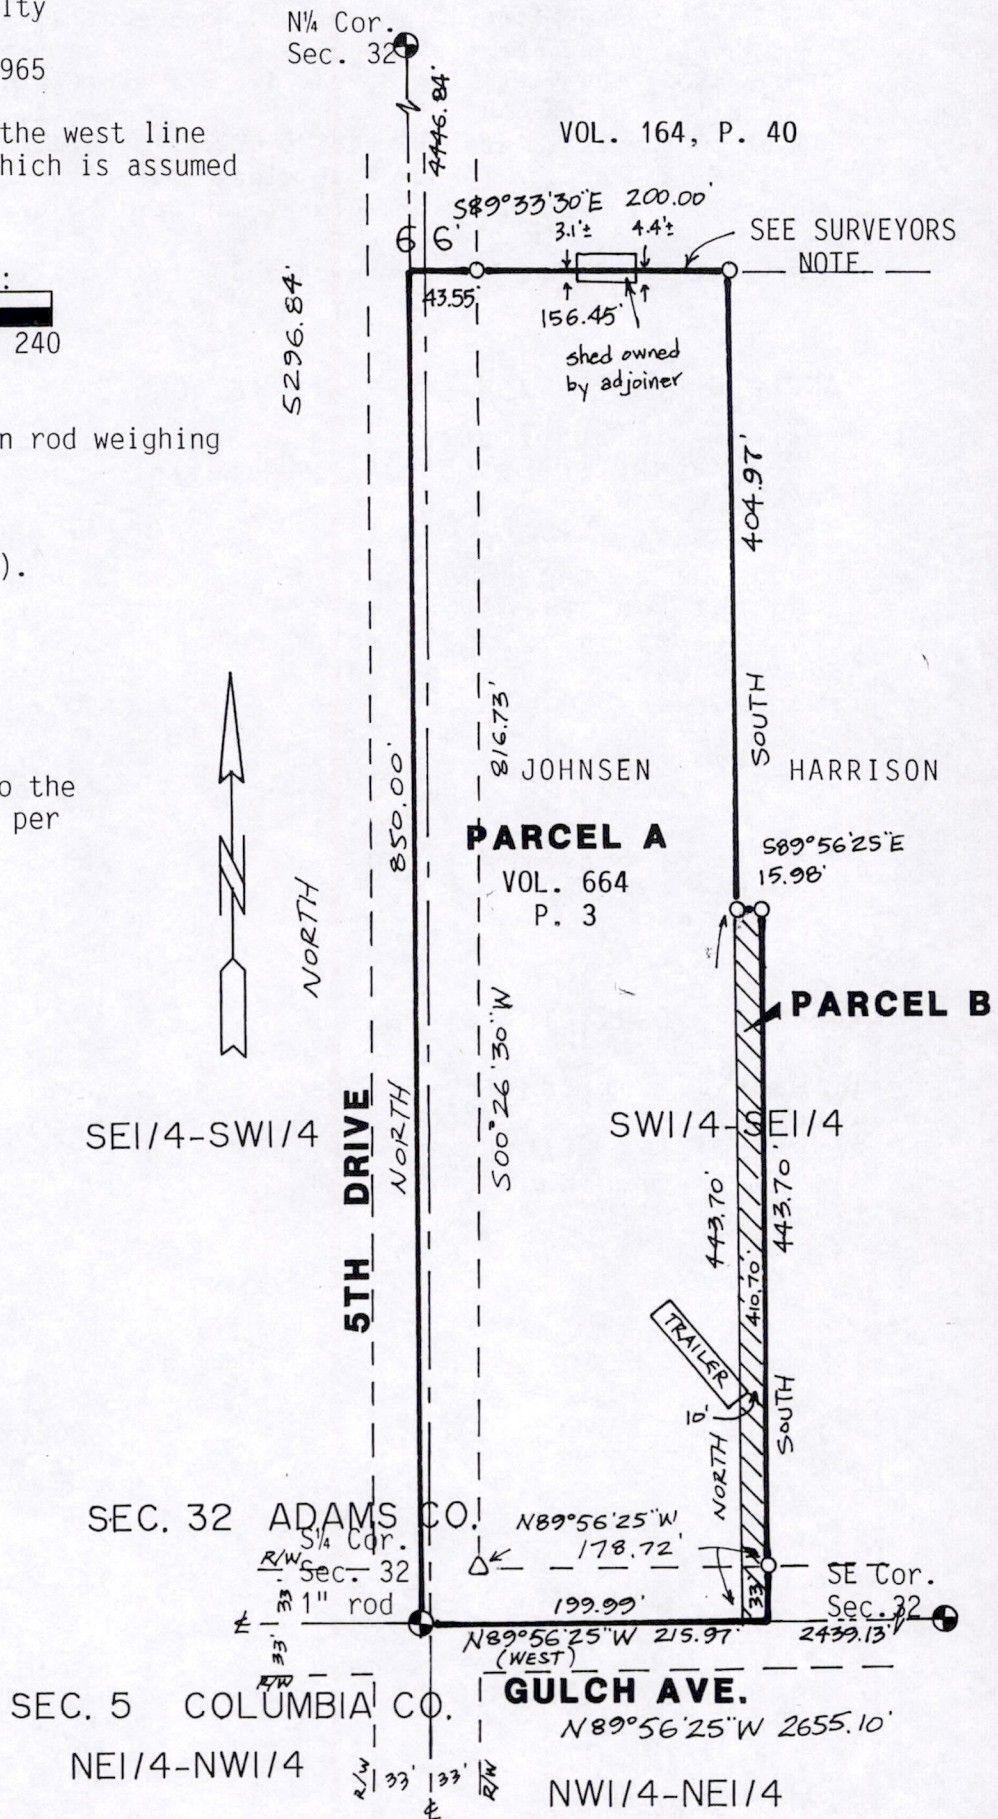 lty
N¼ Cor.
Sec. 32
965
4446.84'
the west line
hich is assumed
VOL. 164, P. 40
S89°33'30"E 200.00'
6 6'
3.1'± 4.4'±
SEE SURVEYORS
NOTE
:
43.55'
156.45'
240
5296.84'
shed owned
by adjoiner
n rod weighing
404.97'
).
SOUTH
816.73'
o the
per
JOHNSEN
HARRISON
850.00'
PARCEL A
S89°56'25"E
15.98'
VOL. 664
P. 3
N
NORTH
PARCEL B
S00°26'30"W
NORTH
SE1/4-SW1/4
SW1/4-SE1/4
5TH DRIVE
443.70'
443.70'
410.70'
TRAILER
10'
SOUTH
NORTH
SEC. 32 ADAMS CO.
N89°56'25"W
178.72'
S¼ Cor.
R/W
Sec. 32
SE Cor.
Sec. 32
33'
1" rod
33'
199.99'
℄
33'
N89°56'25"W 215.97'
2439.13'
(WEST)
R/W
SEC. 5 COLUMBIA CO.
GULCH AVE.
N89°56'25"W 2655.10'
NE1/4-NW1/4
R/W 33' 33' R/W
NW1/4-NE1/4
℄